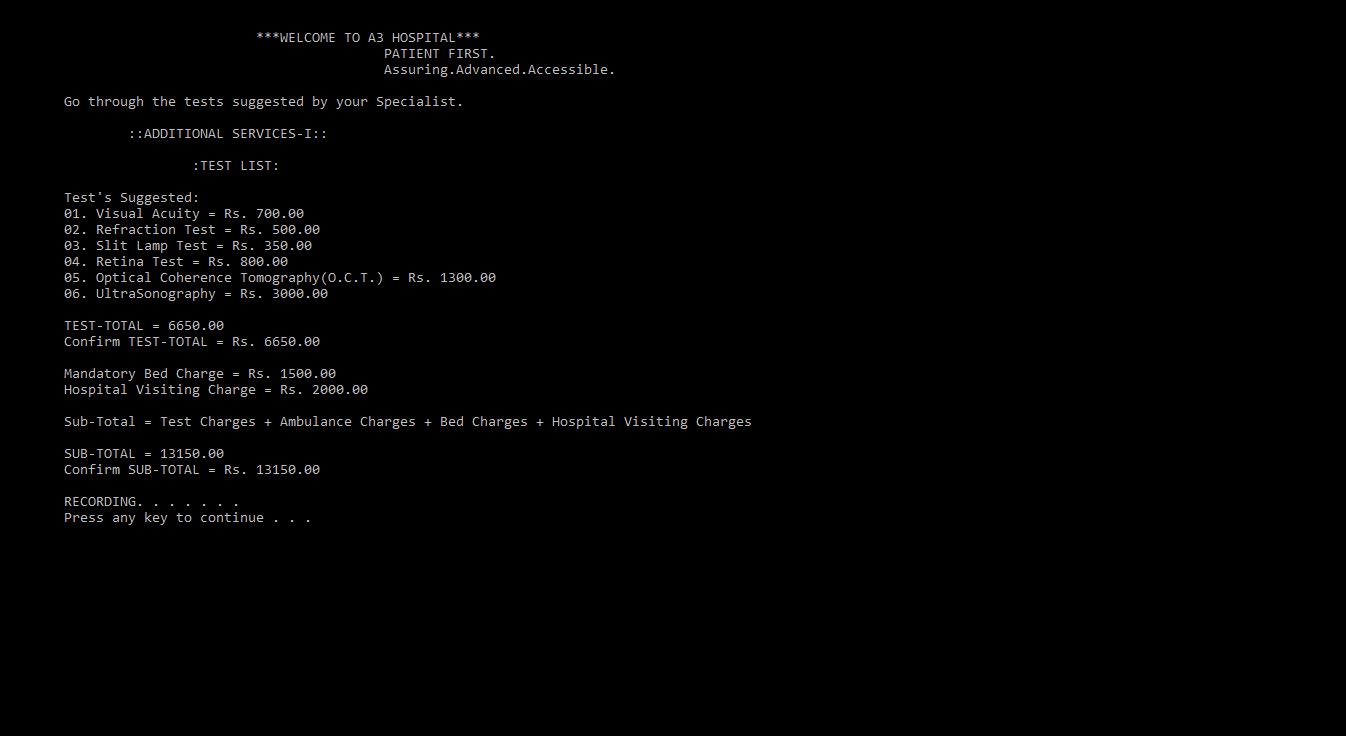 ***WELCOME TO A3 HOSPITAL***
PATIENT FIRST.
Assuring.Advanced.Accessible.
Go through the tests suggested by your Specialist.
::ADDITIONAL SERVICES-I::
:TEST LIST:
Test's Suggested:
01. Visual Acuity = Rs. 700.00
02. Refraction Test = Rs. 500.00
03. Slit Lamp Test = Rs. 350.00
04. Retina Test = Rs. 800.00
05. Optical Coherence Tomography(O.C.T.) = Rs. 1300.00
06. UltraSonography = Rs. 3000.00
TEST-TOTAL = 6650.00
Confirm TEST-TOTAL = Rs. 6650.00
Mandatory Bed Charge = Rs. 1500.00
Hospital Visiting Charge = Rs. 2000.00
Sub-Total = Test Charges + Ambulance Charges + Bed Charges + Hospital Visiting Charges
SUB-TOTAL = 13150.00
Confirm SUB-TOTAL = Rs. 13150.00
RECORDING. . . . . . .
Press any key to continue . . .